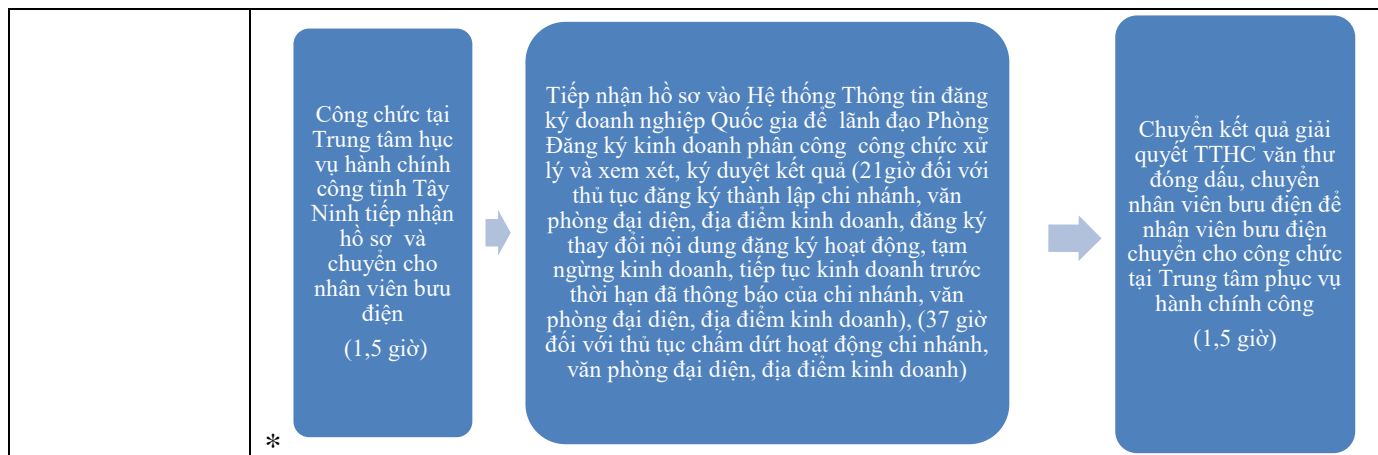 Công chức tại
Trung tâm hục
vụ hành chính
công tỉnh Tây
Ninh tiếp nhận
hồ sơ và
chuyển cho
nhân viên bưu
điện
(1,5 giờ)
Tiếp nhận hồ sơ vào Hệ thống Thông tin đăng
ký doanh nghiệp Quốc gia để lãnh đạo Phòng
Đăng ký kinh doanh phân công công chức xử
lý và xem xét, ký duyệt kết quả (21giờ đối với
thủ tục đăng ký thành lập chi nhánh, văn
phòng đại diện, địa điểm kinh doanh, đăng ký
thay đổi nội dung đăng ký hoạt động, tạm
ngừng kinh doanh, tiếp tục kinh doanh trước
thời hạn đã thông báo của chi nhánh, văn
phòng đại diện, địa điểm kinh doanh), (37 giờ
đối với thủ tục chấm dứt hoạt động chi nhánh,
văn phòng đại diện, địa điểm kinh doanh)
Chuyển kết quả giải
quyết TTHC văn thư
đóng dấu, chuyển
nhân viên bưu điện để
nhân viên bưu điện
chuyển cho công chức
tại Trung tâm phục vụ
hành chính công
(1,5 giờ)
*